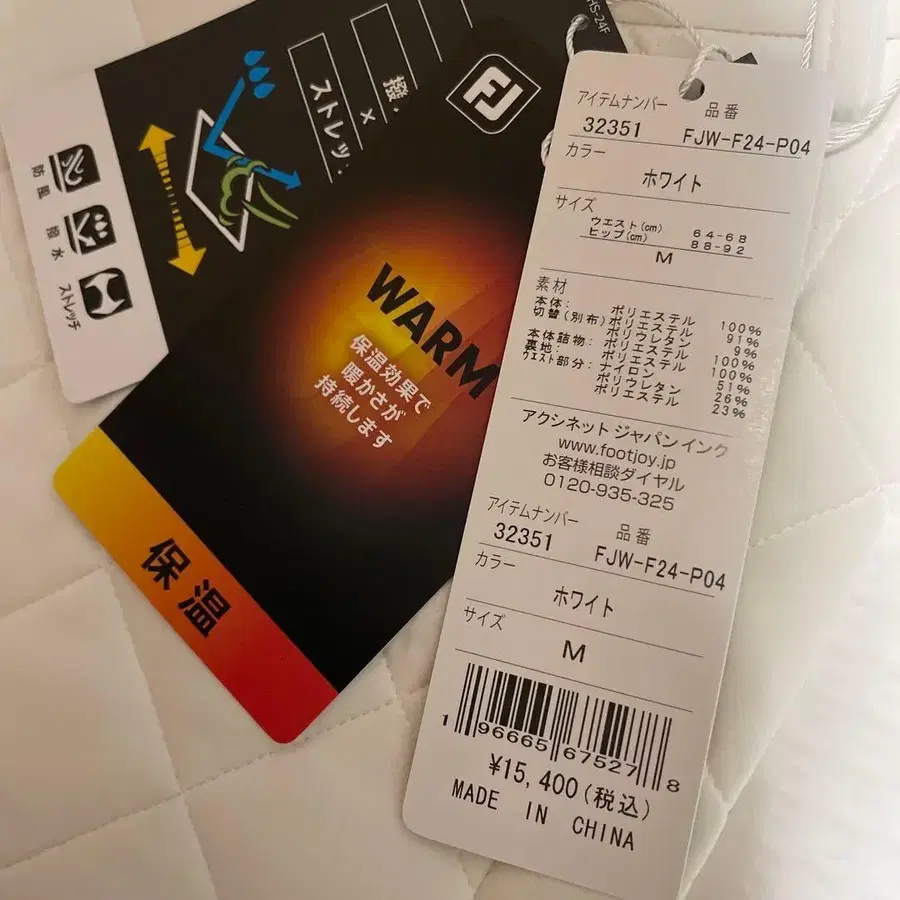 HS-24F
撥
×
ストレッ
防風
撥水
ストレッチ
FJ
WARM
保温効果で
暖かさが
持続します
保温
アイテムナンバー 品番
32351 FJW-F24-P04
カラー
ホワイト
サイズ
ウエスト(cm) 64-68
ヒップ(cm) 88-92
M
素材
本体: ポリエステル 100%
切替(別布) ポリエステル 91%
ポリウレタン 9%
本体詰物: ポリエステル 100%
裏地: ポリエステル 100%
ウエスト部分: ナイロン 51%
ポリウレタン 26%
ポリエステル 23%
アクシネット ジャパン インク
www.footjoy.jp
お客様相談ダイヤル
0120-935-325
アイテムナンバー 品番
32351 FJW-F24-P04
カラー
ホワイト
サイズ
M
1 96665 67527 8
¥15,400(税込)
MADE IN CHINA